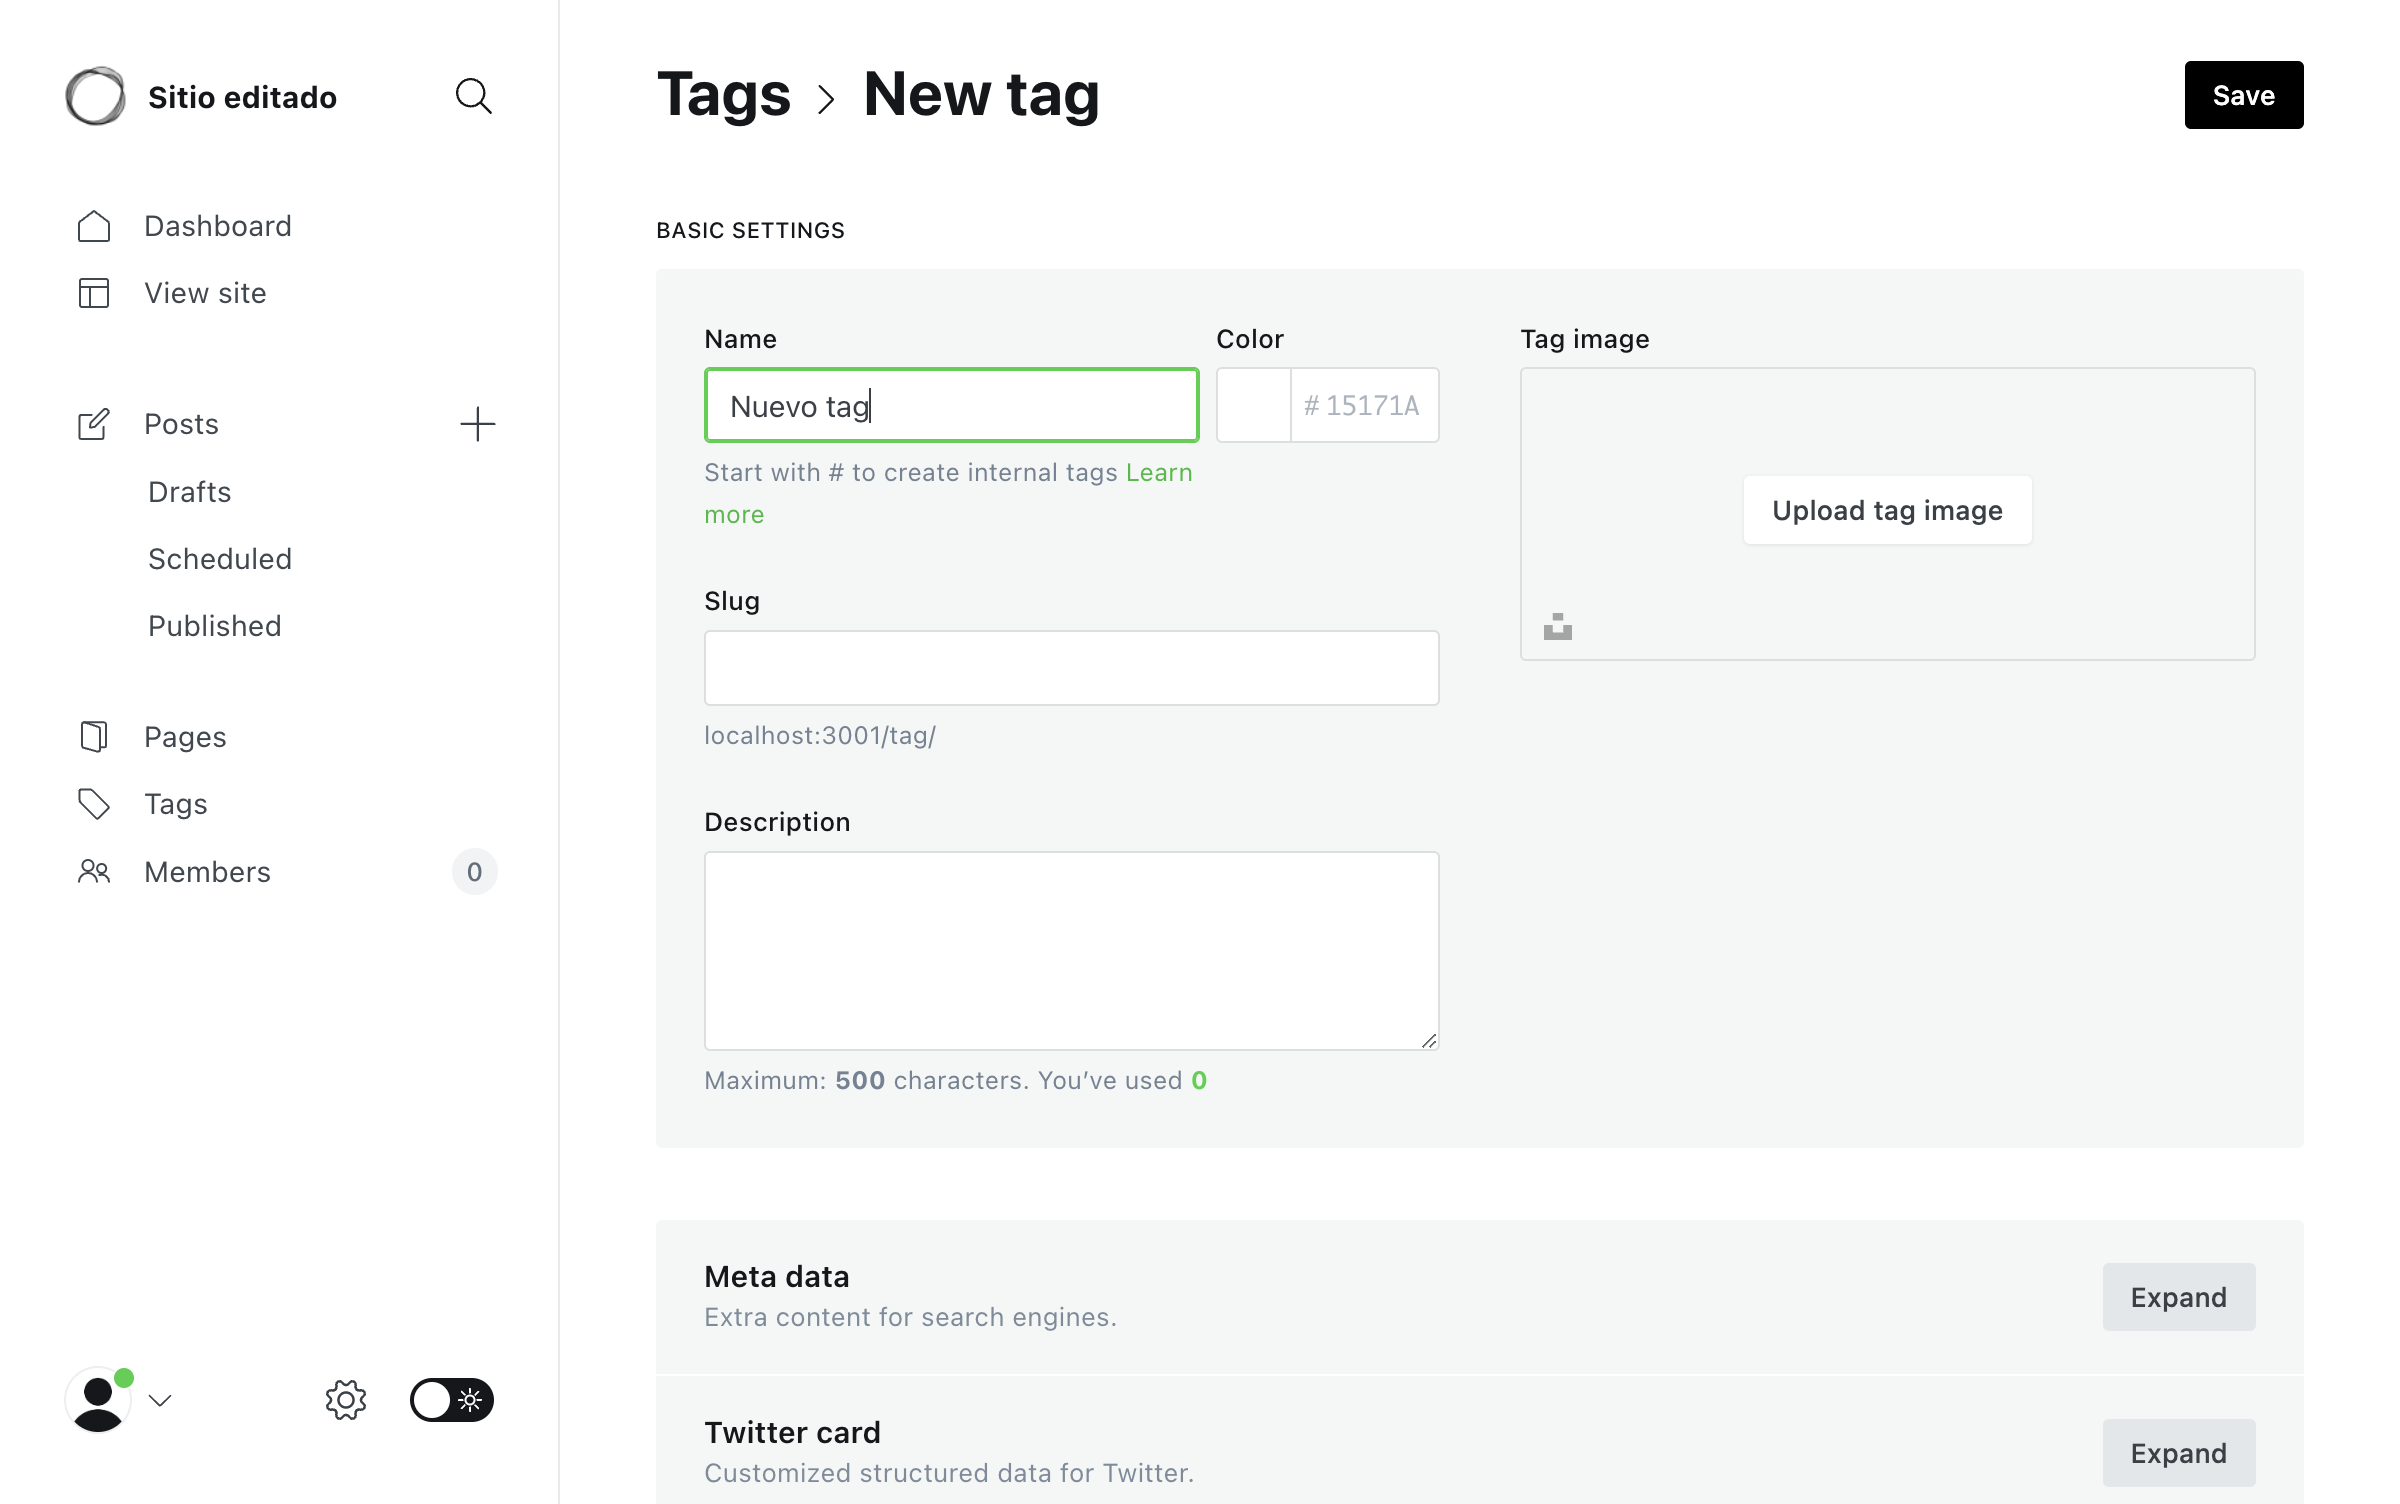 Sitio editado
Dashboard
View site
Posts
Drafts
Scheduled
Published
Pages
Tags
Members
0
Tags > New tag
Save
BASIC SETTINGS
Name
Nuevo tag
Start with # to create internal tags Learn
more
Color
# 15171A
Tag image
Upload tag image
Slug
localhost:3001/tag/
Description
Maximum: 500 characters. You’ve used 0
Meta data
Extra content for search engines.
Expand
Twitter card
Customized structured data for Twitter.
Expand